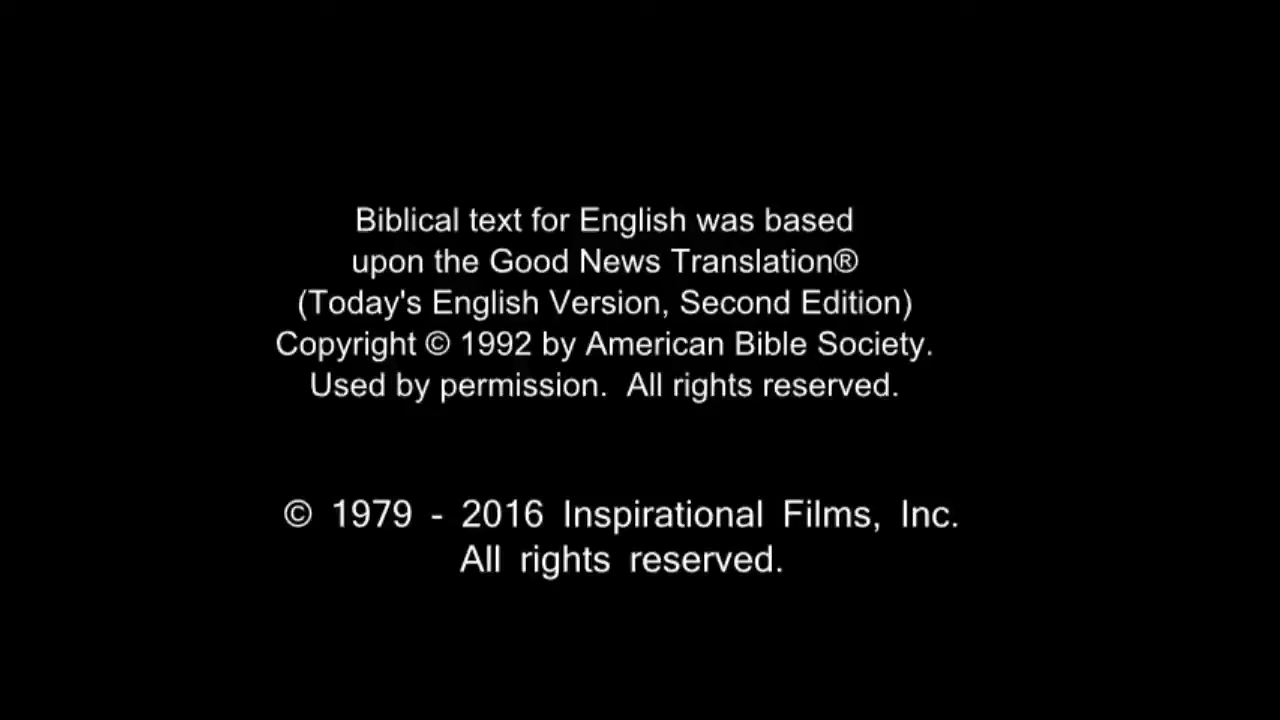 Biblical text for English was based
upon the Good News Translation®
(Today's English Version, Second Edition)
Copyright © 1992 by American Bible Society.
Used by permission.  All rights reserved.
© 1979 - 2016 Inspirational Films, Inc.
All rights reserved.